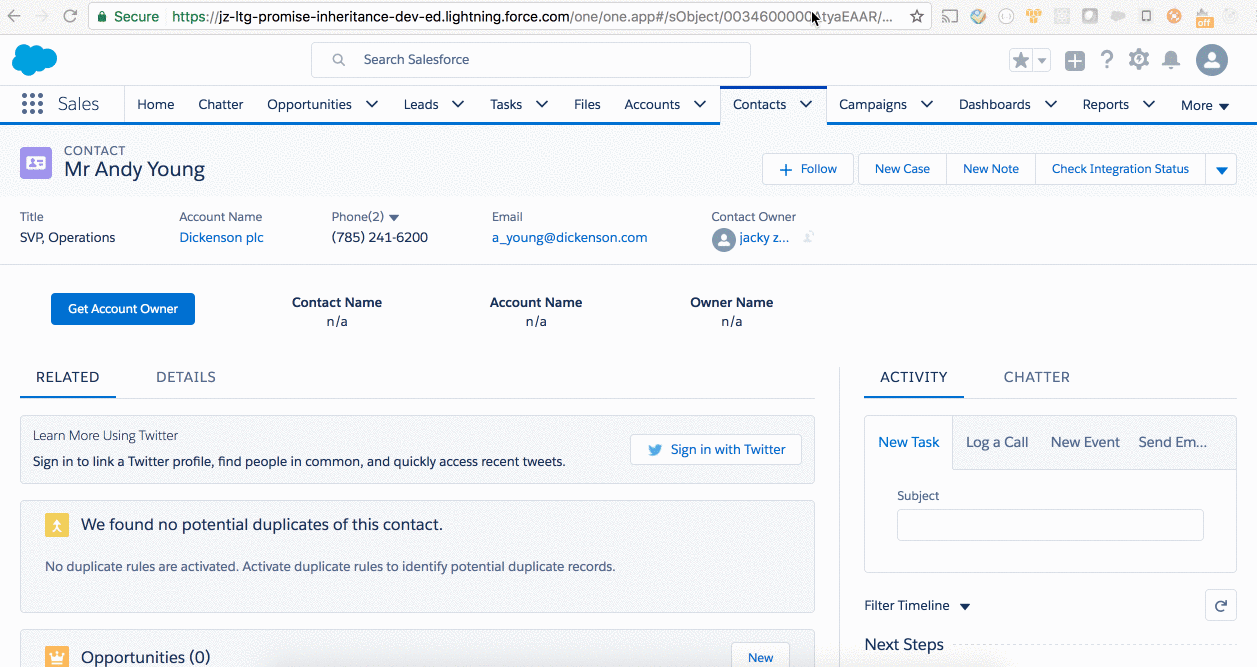 Secure https://jz-ltg-promise-inheritance-dev-ed.lightning.force.com/one/one.app#/sObject/0034600000AtyaEAAR/...
off
Search Salesforce
Sales Home Chatter Opportunities Leads Tasks Files Accounts Contacts Campaigns Dashboards Reports More
CONTACT
Mr Andy Young
Follow New Case New Note Check Integration Status
Title Account Name Phone(2) Email Contact Owner
SVP, Operations Dickenson plc (785) 241-6200 a_young@dickenson.com jacky z...
Get Account Owner
Contact Name Account Name Owner Name
n/a n/a n/a
RELATED DETAILS
ACTIVITY CHATTER
Learn More Using Twitter
Sign in to link a Twitter profile, find people in common, and quickly access recent tweets.
Sign in with Twitter
New Task Log a Call New Event Send Em...
Subject
We found no potential duplicates of this contact.
No duplicate rules are activated. Activate duplicate rules to identify potential duplicate records.
Filter Timeline
Next Steps
Opportunities (0)
New